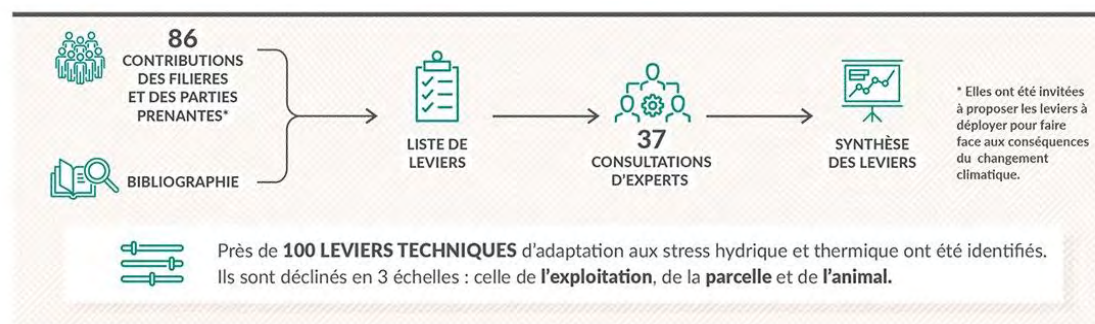 86
CONTRIBUTIONS
DES FILIERES
ET DES PARTIES
PRENANTES*
BIBLIOGRAPHIE
LISTE DE
LEVIERS
37
CONSULTATIONS
D'EXPERTS
SYNTHÈSE
DES LEVIERS
* Elles ont été invitées
à proposer les leviers à
déployer pour faire
face aux conséquences
du changement
climatique.
Près de 100 LEVIERS TECHNIQUES d'adaptation aux stress hydrique et thermique ont été identifiés.
Ils sont déclinés en 3 échelles : celle de l'exploitation, de la parcelle et de l'animal.